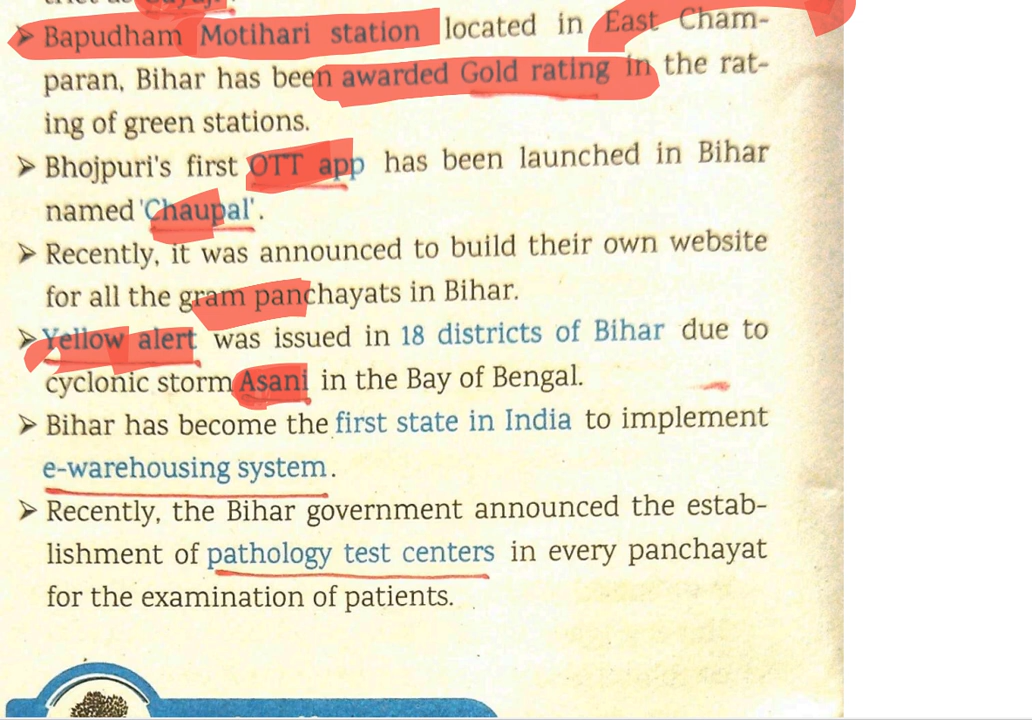 ➤ Bapudham Motihari station located in East Cham-
paran, Bihar has been awarded Gold rating in the rat-
ing of green stations.
➤ Bhojpuri's first OTT app has been launched in Bihar
named 'Chaupal'.
➤ Recently, it was announced to build their own website
for all the gram panchayats in Bihar.
➤ Yellow alert was issued in 18 districts of Bihar due to
cyclonic storm Asani in the Bay of Bengal.
➤ Bihar has become the first state in India to implement
e-warehousing system.
➤ Recently, the Bihar government announced the estab-
lishment of pathology test centers in every panchayat
for the examination of patients.